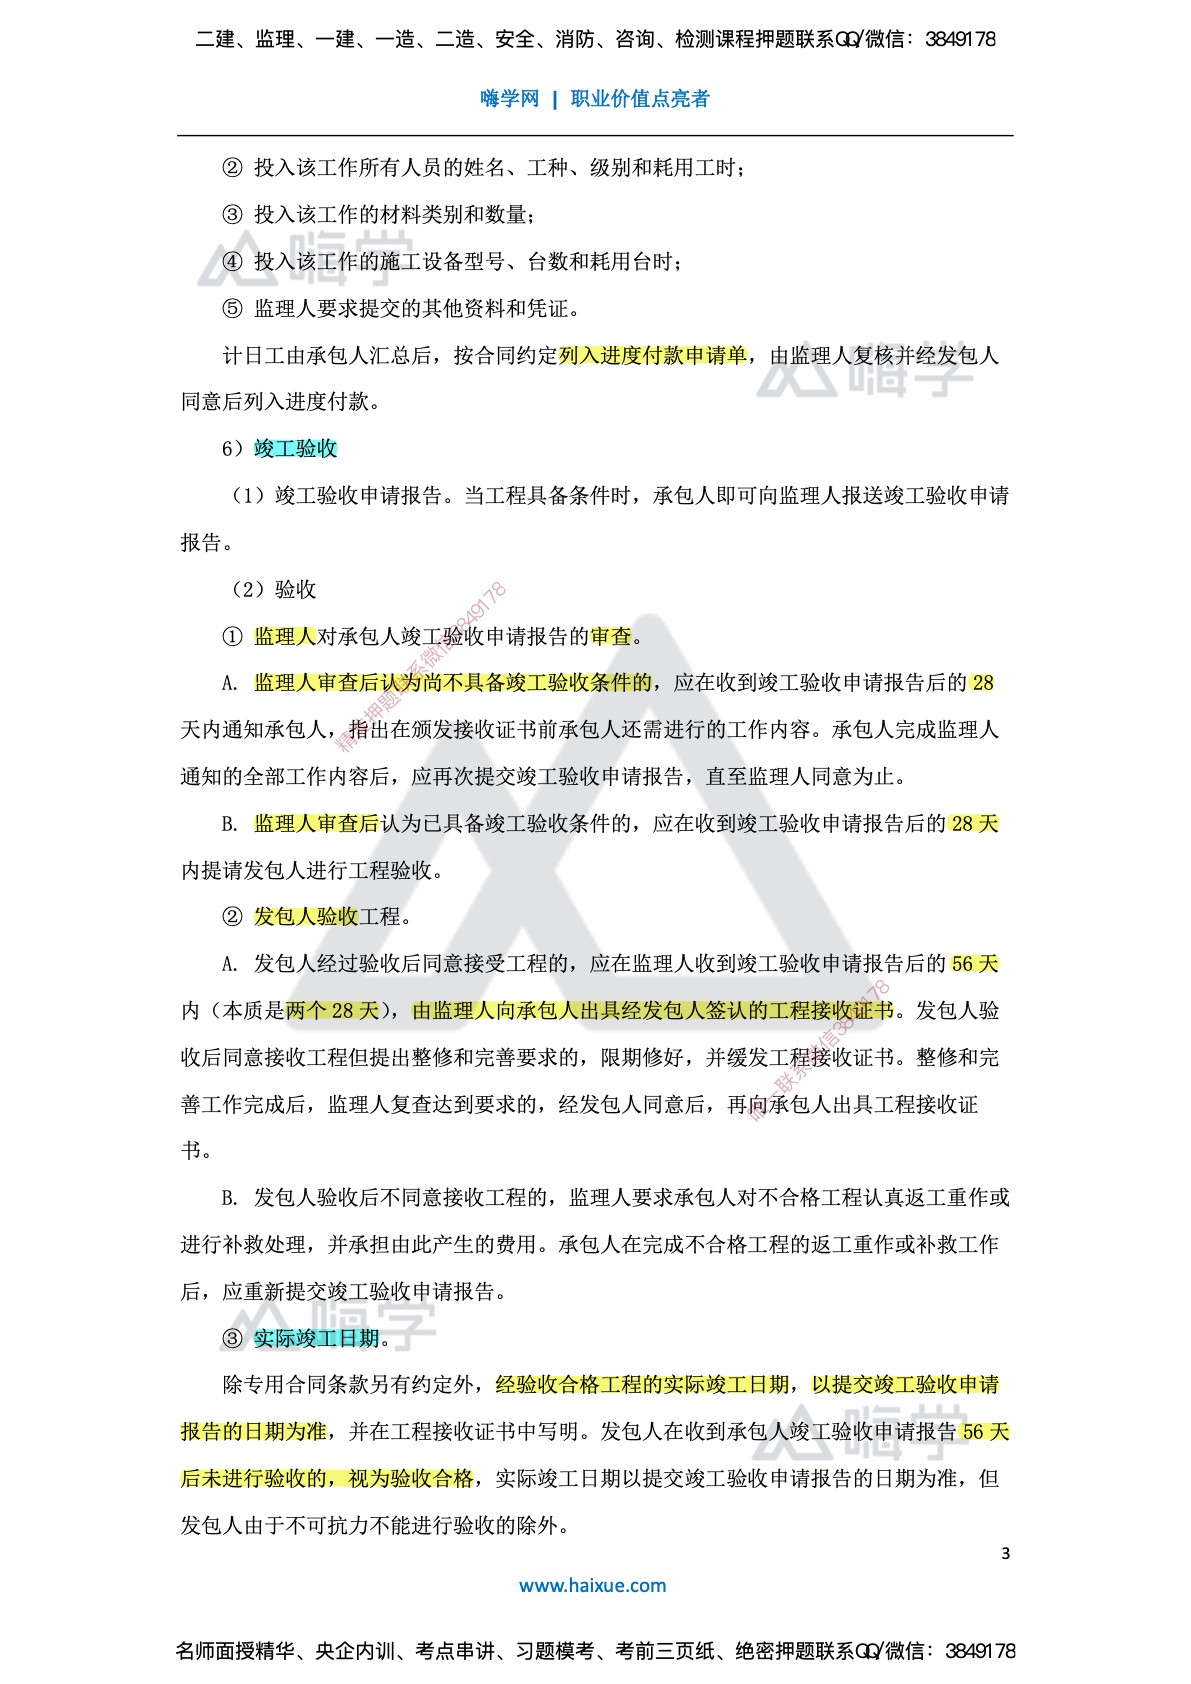 二建、监理、一建、一造、二造、安全、消防、咨询、检测课程押题联系QQ/微信：3849178
嗨学网 | 职业价值点亮者
② 投入该工作所有人员的姓名、工种、级别和耗用工时；
③ 投入该工作的材料类别和数量；
嗨学
④ 投入该工作的施工设备型号、台数和耗用台时；
⑤ 监理人要求提交的其他资料和凭证。
计日工由承包人汇总后，按合同约定列入进度付款申请单，由监理人复核并经发包人
嗨学
同意后列入进度付款。
6）竣工验收
（1）竣工验收申请报告。当工程具备条件时，承包人即可向监理人报送竣工验收申请
报告。
（2）验收
① 监理人对承包人竣工验收申请报告的审查。
精准押题联系微信3849178
A. 监理人审查后认为尚不具备竣工验收条件的，应在收到竣工验收申请报告后的 28
天内通知承包人，指出在颁发接收证书前承包人还需进行的工作内容。承包人完成监理人
通知的全部工作内容后，应再次提交竣工验收申请报告，直至监理人同意为止。
B. 监理人审查后认为已具备竣工验收条件的，应在收到竣工验收申请报告后的 28 天
内提请发包人进行工程验收。
② 发包人验收工程。
A. 发包人经过验收后同意接受工程的，应在监理人收到竣工验收申请报告后的 56 天
内（本质是两个 28 天），由监理人向承包人出具经发包人签认的工程接收证书。发包人验
唯一联系微信3849178
收后同意接收工程但提出整修和完善要求的，限期修好，并缓发工程接收证书。整修和完
善工作完成后，监理人复查达到要求的，经发包人同意后，再向承包人出具工程接收证
书。
B. 发包人验收后不同意接收工程的，监理人要求承包人对不合格工程认真返工重作或
进行补救处理，并承担由此产生的费用。承包人在完成不合格工程的返工重作或补救工作
后，应重新提交竣工验收申请报告。
嗨学
③ 实际竣工日期。
除专用合同条款另有约定外，经验收合格工程的实际竣工日期，以提交竣工验收申请
报告的日期为准，并在工程接收证书中写明。发包人在收到承包人竣工验收申请报告 56 天
嗨学
后未进行验收的，视为验收合格，实际竣工日期以提交竣工验收申请报告的日期为准，但
发包人由于不可抗力不能进行验收的除外。
3
www.haixue.com
名师面授精华、央企内训、考点串讲、习题模考、考前三页纸、绝密押题联系QQ/微信：3849178